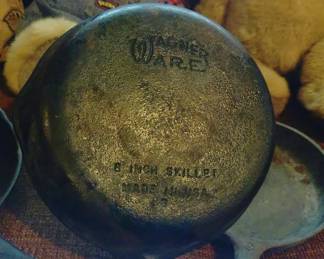 WAGNER
WARE
8 INCH SKILLET
MADE IN USA